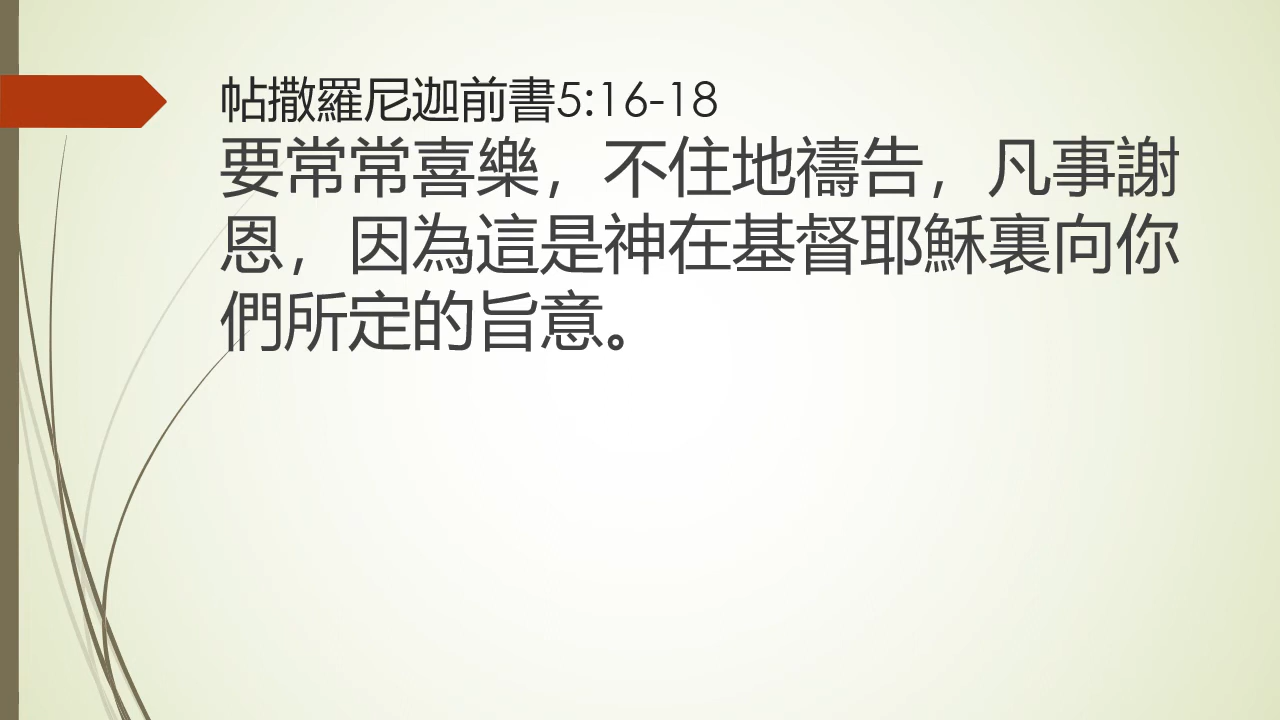 帖撒羅尼迦前書5:16-18
要常常喜樂，不住地禱告，凡事謝
恩，因為這是神在基督耶穌裏向你
們所定的旨意。